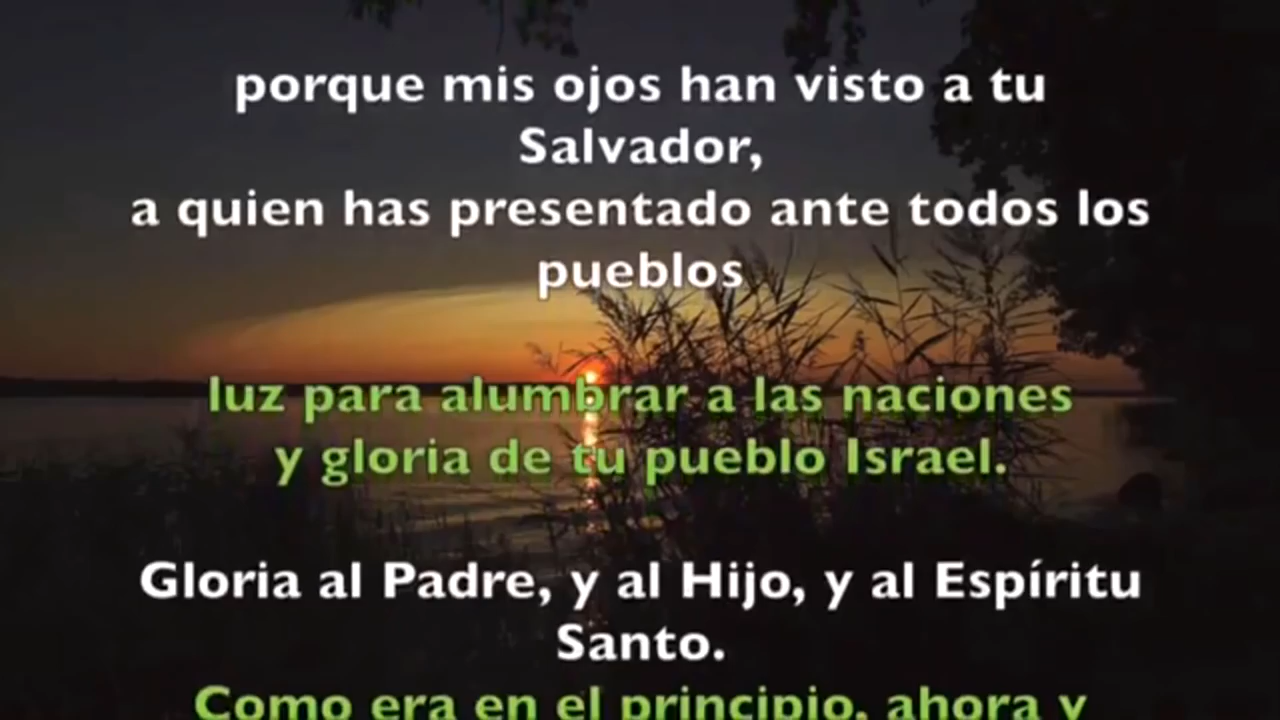 porque mis ojos han visto a tu
Salvador,
a quien has presentado ante todos los
pueblos
luz para alumbrar a las naciones
y gloria de tu pueblo Israel.
Gloria al Padre, y al Hijo, y al Espíritu
Santo.
Como era en el principio, ahora y